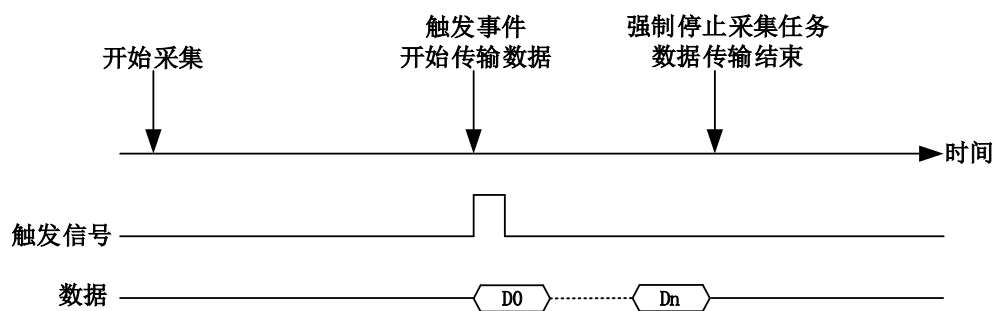 开始采集
触发事件
开始传输数据
强制停止采集任务
数据传输结束
时间
触发信号
数据
D0
Dn